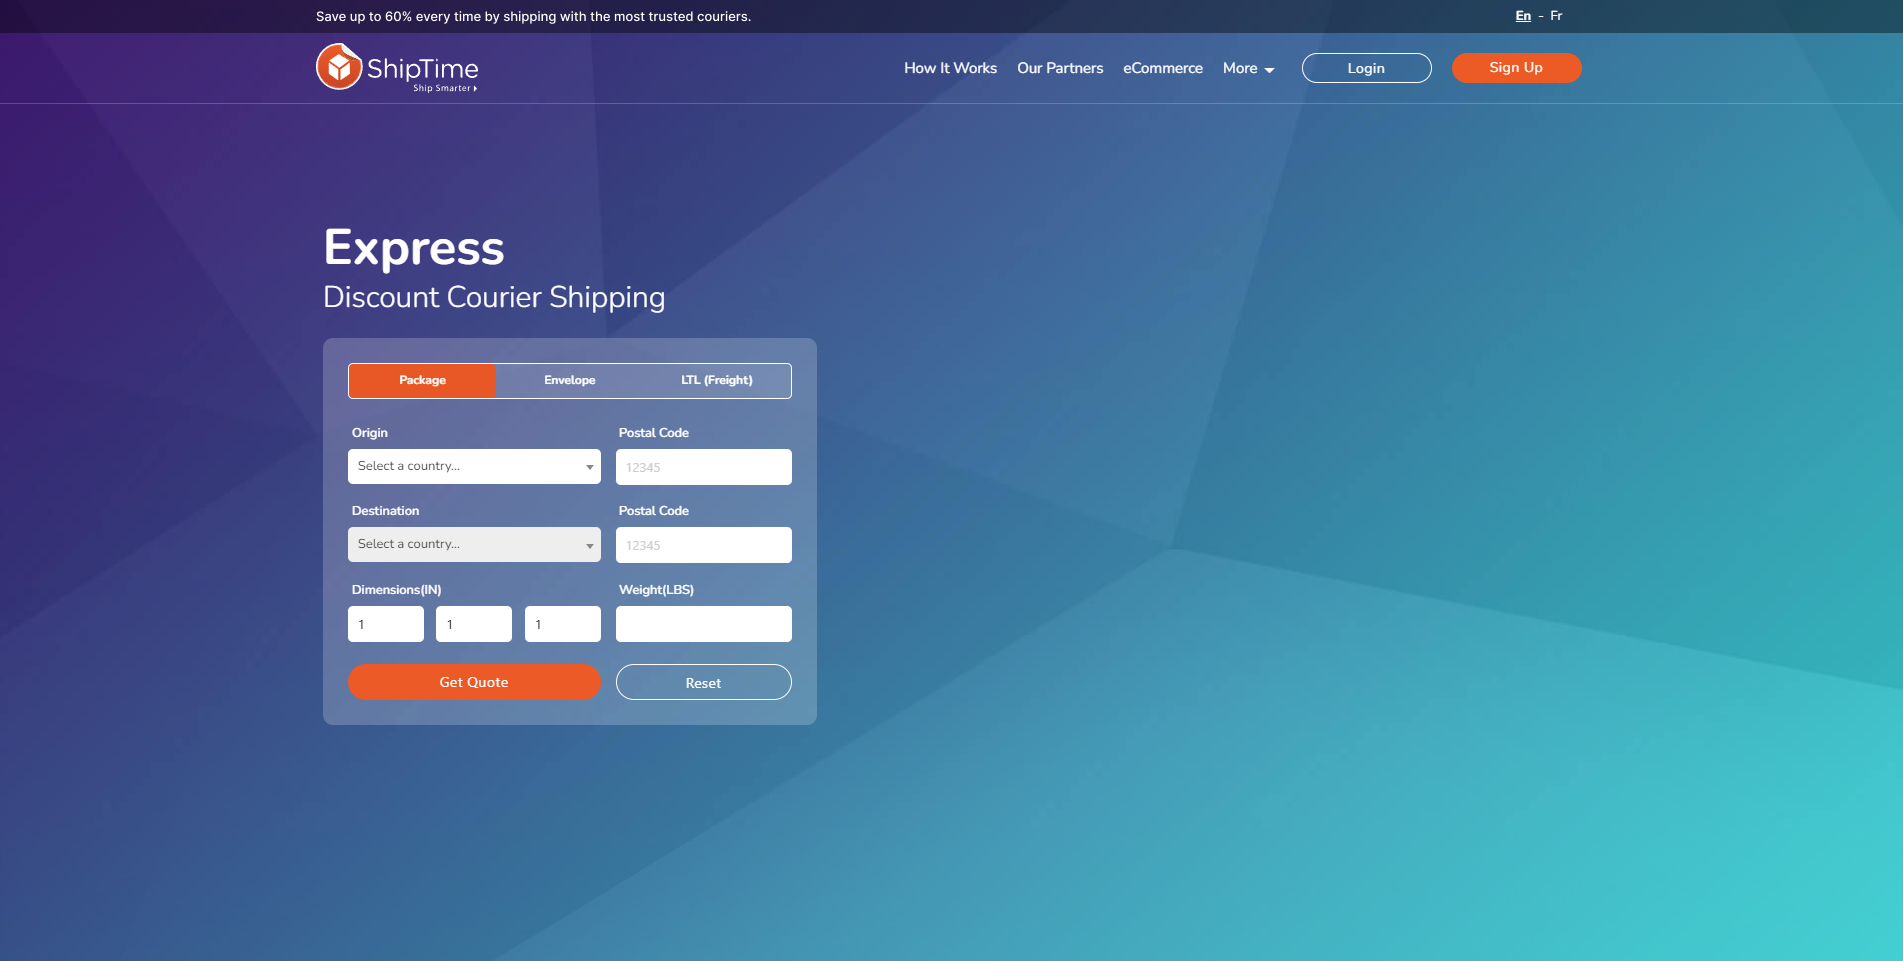 Save up to 60% every time by shipping with the most trusted couriers.
En - Fr
ShipTime
Ship Smarter
How It Works
Our Partners
eCommerce
More
Login
Sign Up
Express
Discount Courier Shipping
Package
Envelope
LTL (Freight)
Origin
Postal Code
Select a country...
12345
Destination
Postal Code
Select a country...
12345
Dimensions(IN)
Weight(LBS)
1
1
1
Get Quote
Reset